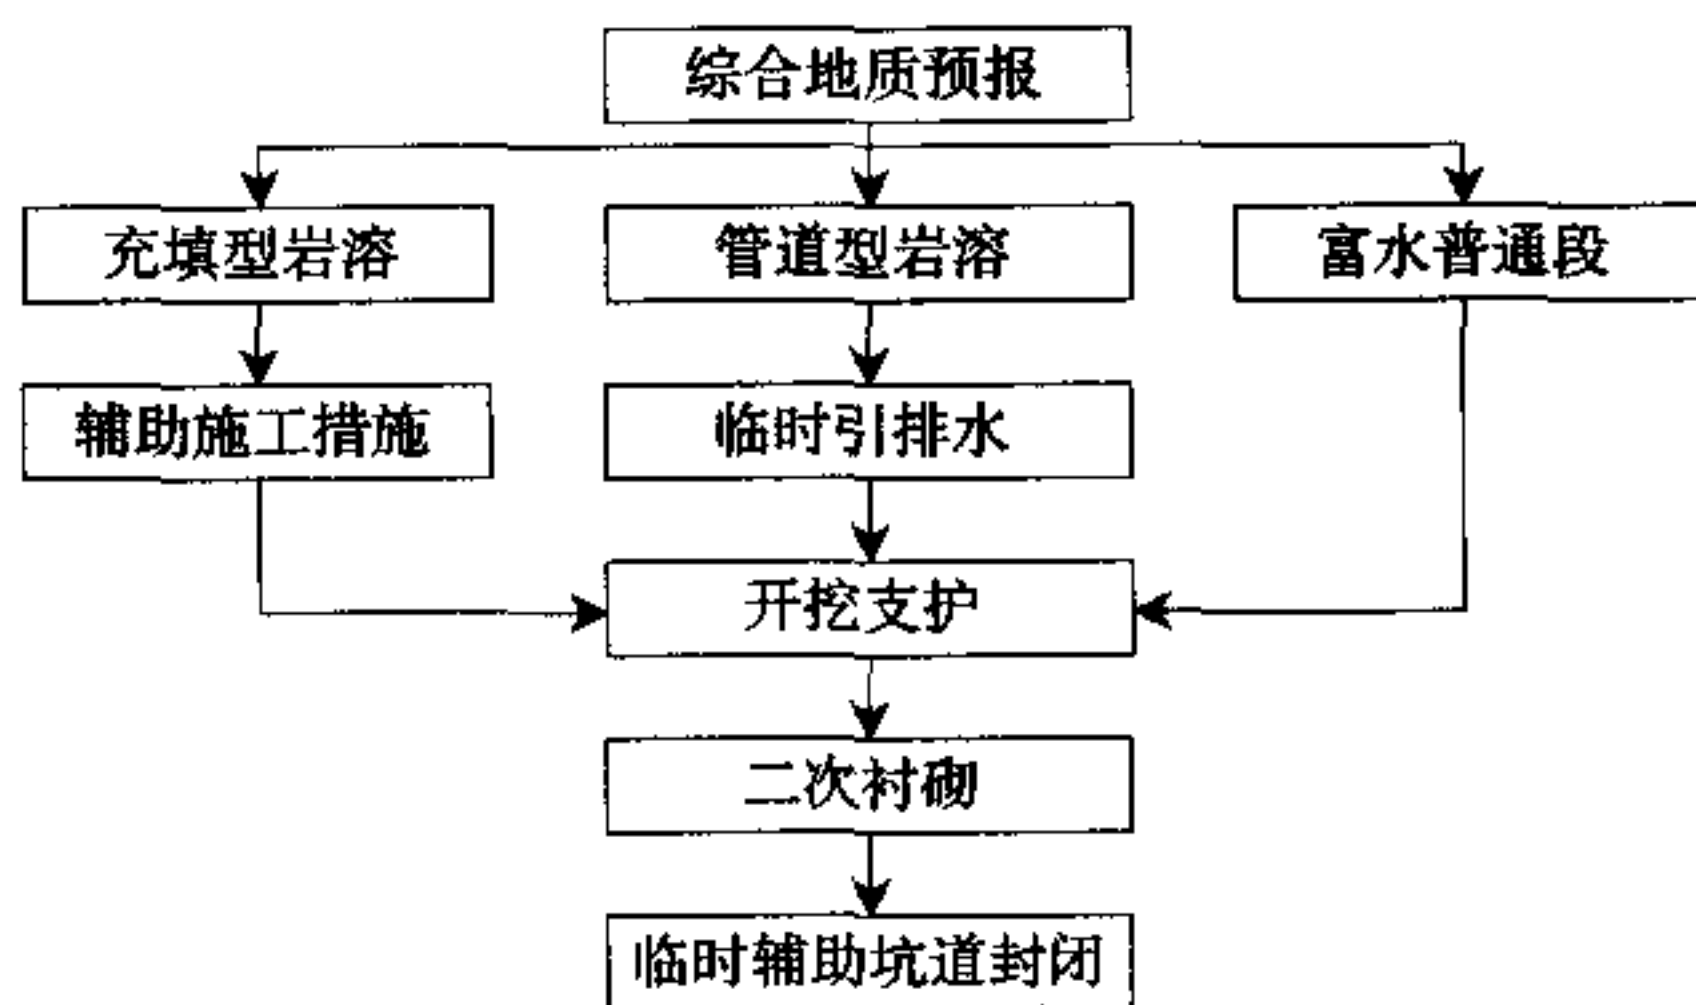 综合地质预报
充填型岩溶
管道型岩溶
富水普通段
辅助施工措施
临时引排水
开挖支护
二次衬砌
临时辅助坑道封闭